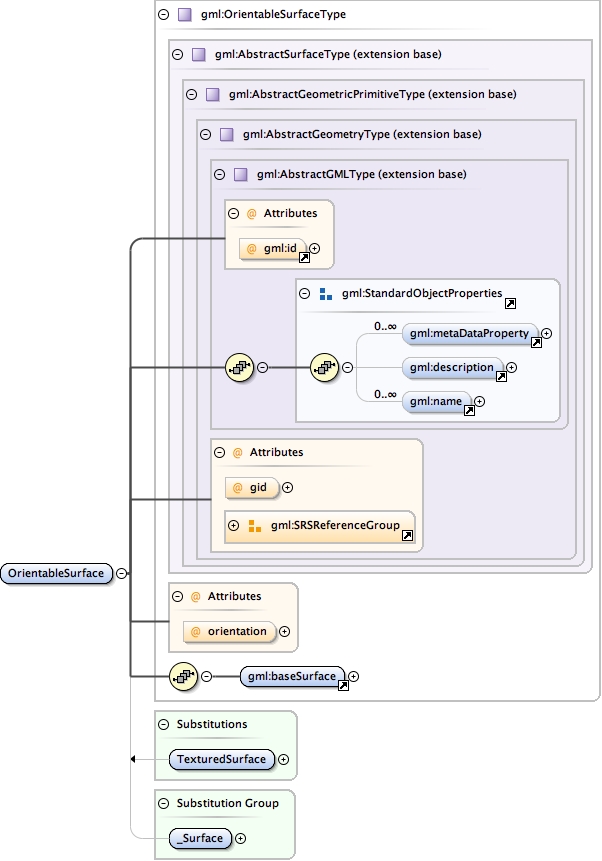 gml:OrientableSurfaceType
gml:AbstractSurfaceType (extension base)
gml:AbstractGeometricPrimitiveType (extension base)
gml:AbstractGeometryType (extension base)
gml:AbstractGMLType (extension base)
@ Attributes
@ gml:id
gml:StandardObjectProperties
0..∞
gml:metaDataProperty
gml:description
0..∞
gml:name
@ Attributes
@ gid
gml:SRSReferenceGroup
OrientableSurface
@ Attributes
@ orientation
gml:baseSurface
Substitutions
TexturedSurface
Substitution Group
_Surface